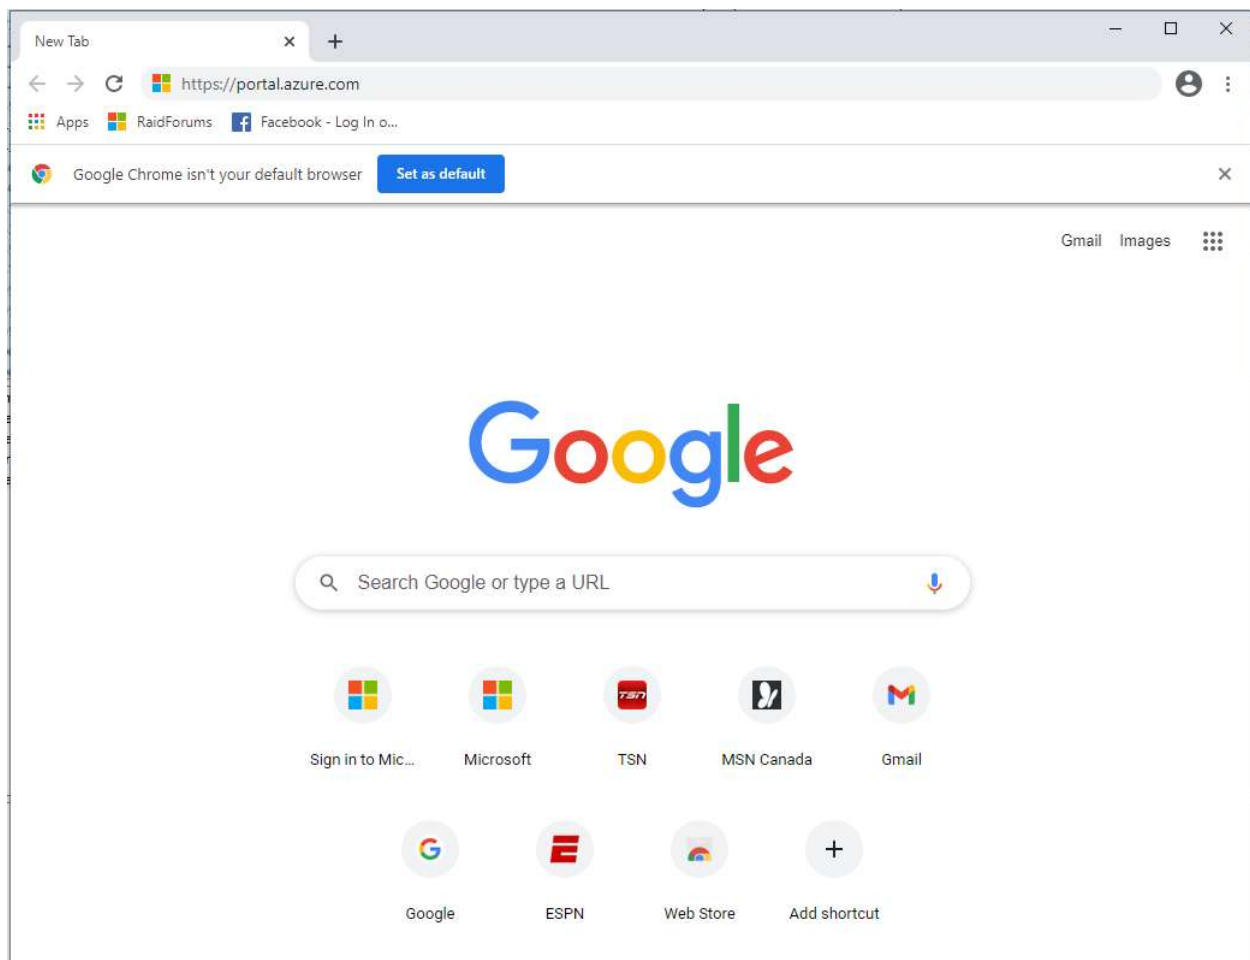 New Tab
https://portal.azure.com
Apps RaidForums Facebook - Log In o...
Google Chrome isn't your default browser Set as default
Gmail Images
Google
Search Google or type a URL
TSN
Sign in to Mic... Microsoft TSN MSN Canada Gmail
Google ESPN Web Store Add shortcut